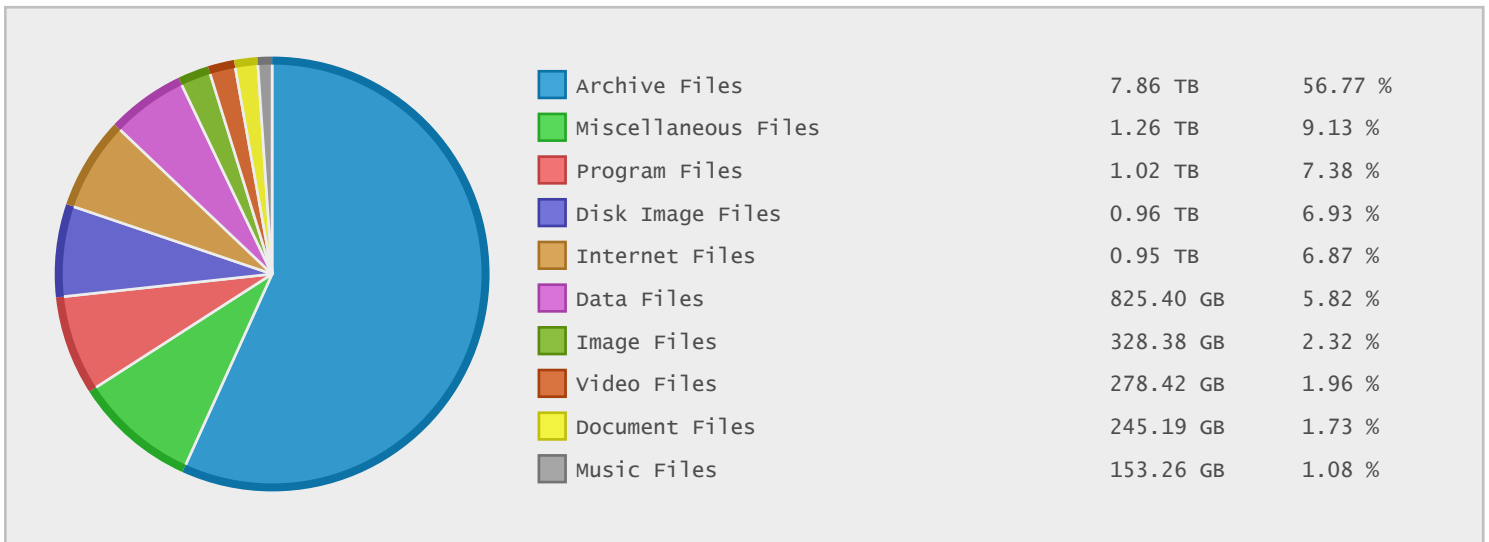 Archive Files 7.86 TB 56.77 %
Miscellaneous Files 1.26 TB 9.13 %
Program Files 1.02 TB 7.38 %
Disk Image Files 0.96 TB 6.93 %
Internet Files 0.95 TB 6.87 %
Data Files 825.40 GB 5.82 %
Image Files 328.38 GB 2.32 %
Video Files 278.42 GB 1.96 %
Document Files 245.19 GB 1.73 %
Music Files 153.26 GB 1.08 %